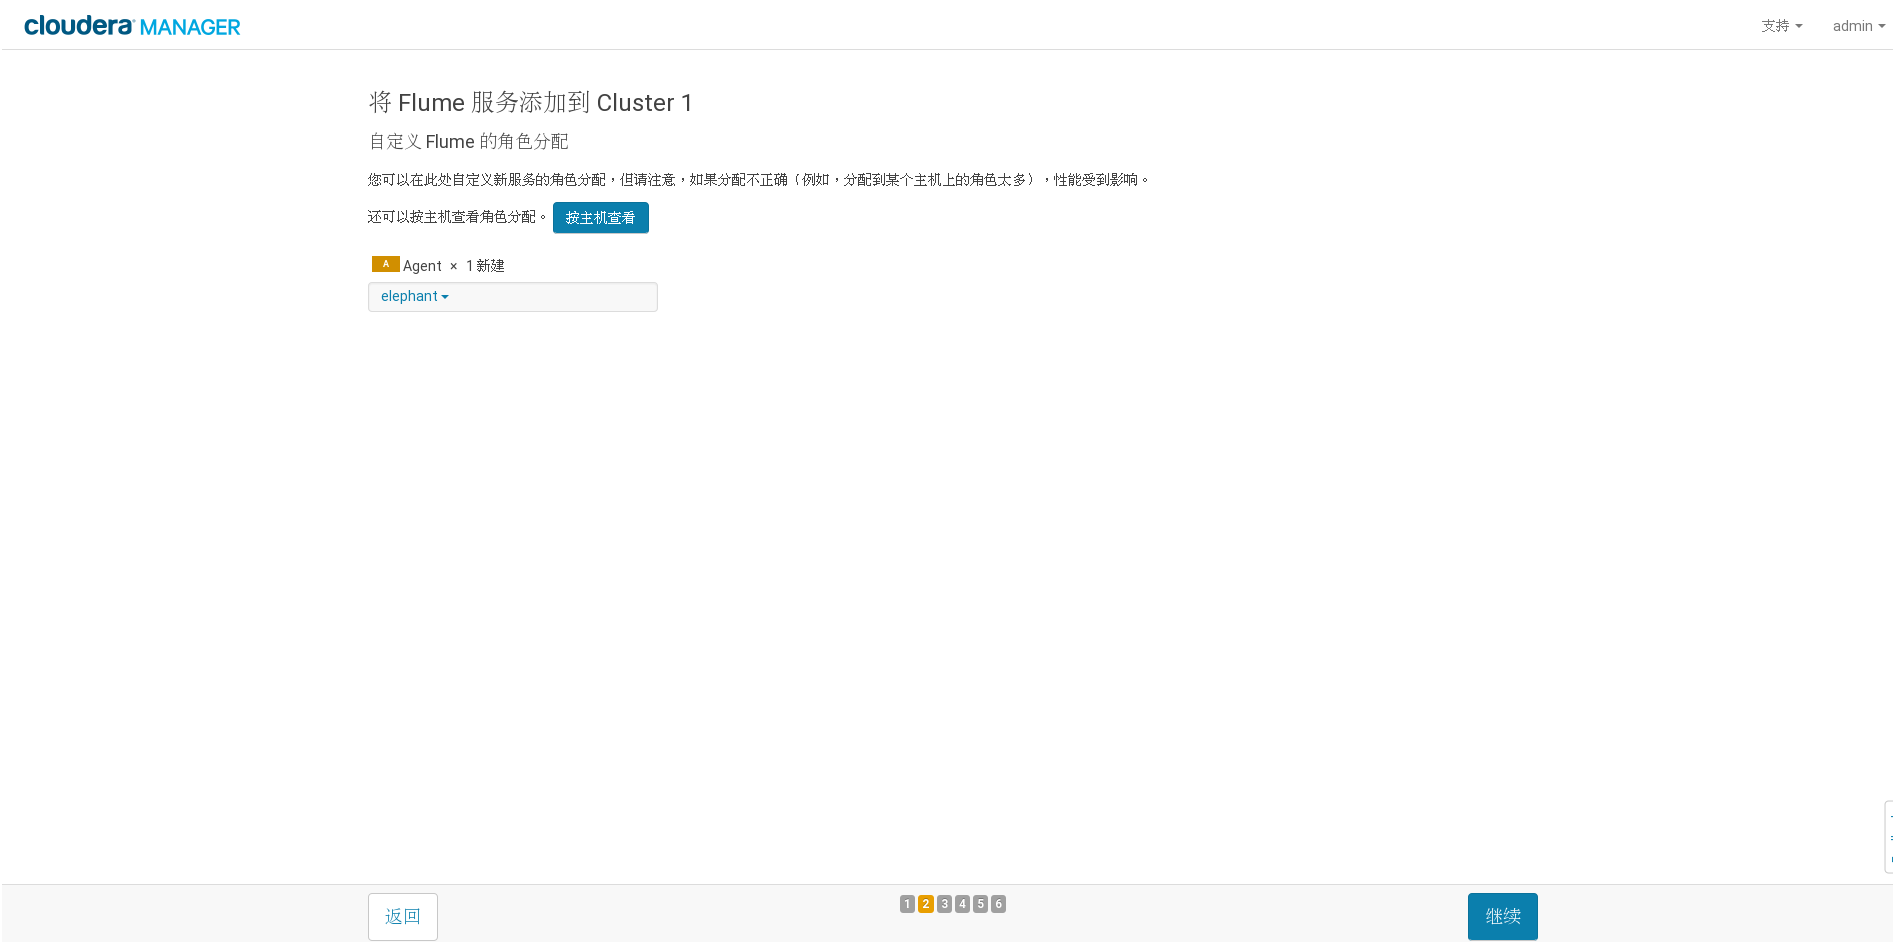 cloudera MANAGER
支持 admin
将 Flume 服务添加到 Cluster 1
自定义 Flume 的角色分配
您可以在此处自定义新服务的角色分配，但请注意，如果分配不正确（例如，分配到某个主机上的角色太多），性能受到影响。
还可以按主机查看角色分配。 按主机查看
A Agent × 1 新建
elephant
返回 1 2 3 4 5 6 继续